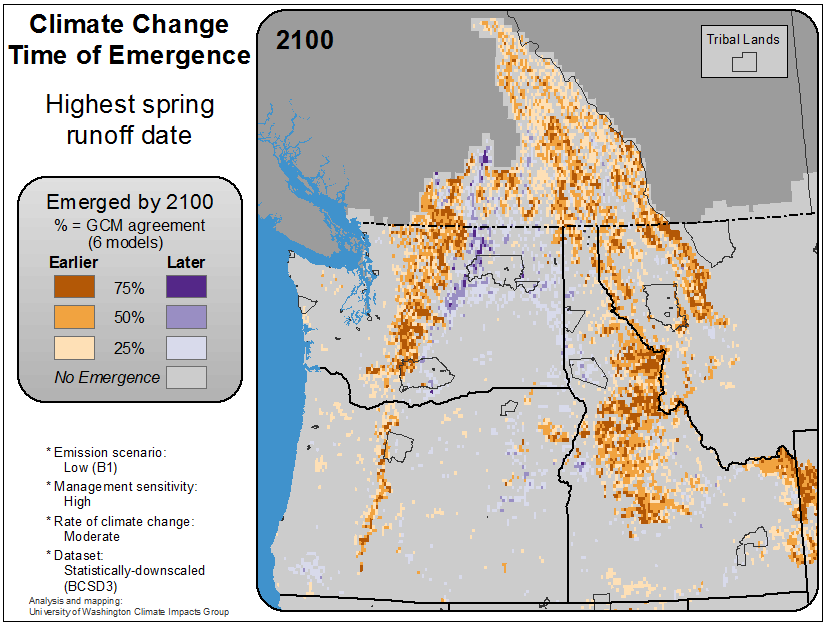 Climate Change
Time of Emergence
Highest spring
runoff date
Emerged by 2100
% = GCM agreement
(6 models)
Earlier Later
75%
50%
25%
No Emergence
* Emission scenario:
Low (B1)
* Management sensitivity:
High
* Rate of climate change:
Moderate
* Dataset:
Statistically-downscaled
(BCSD3)
Analysis and mapping:
University of Washington Climate Impacts Group
2100
Tribal Lands